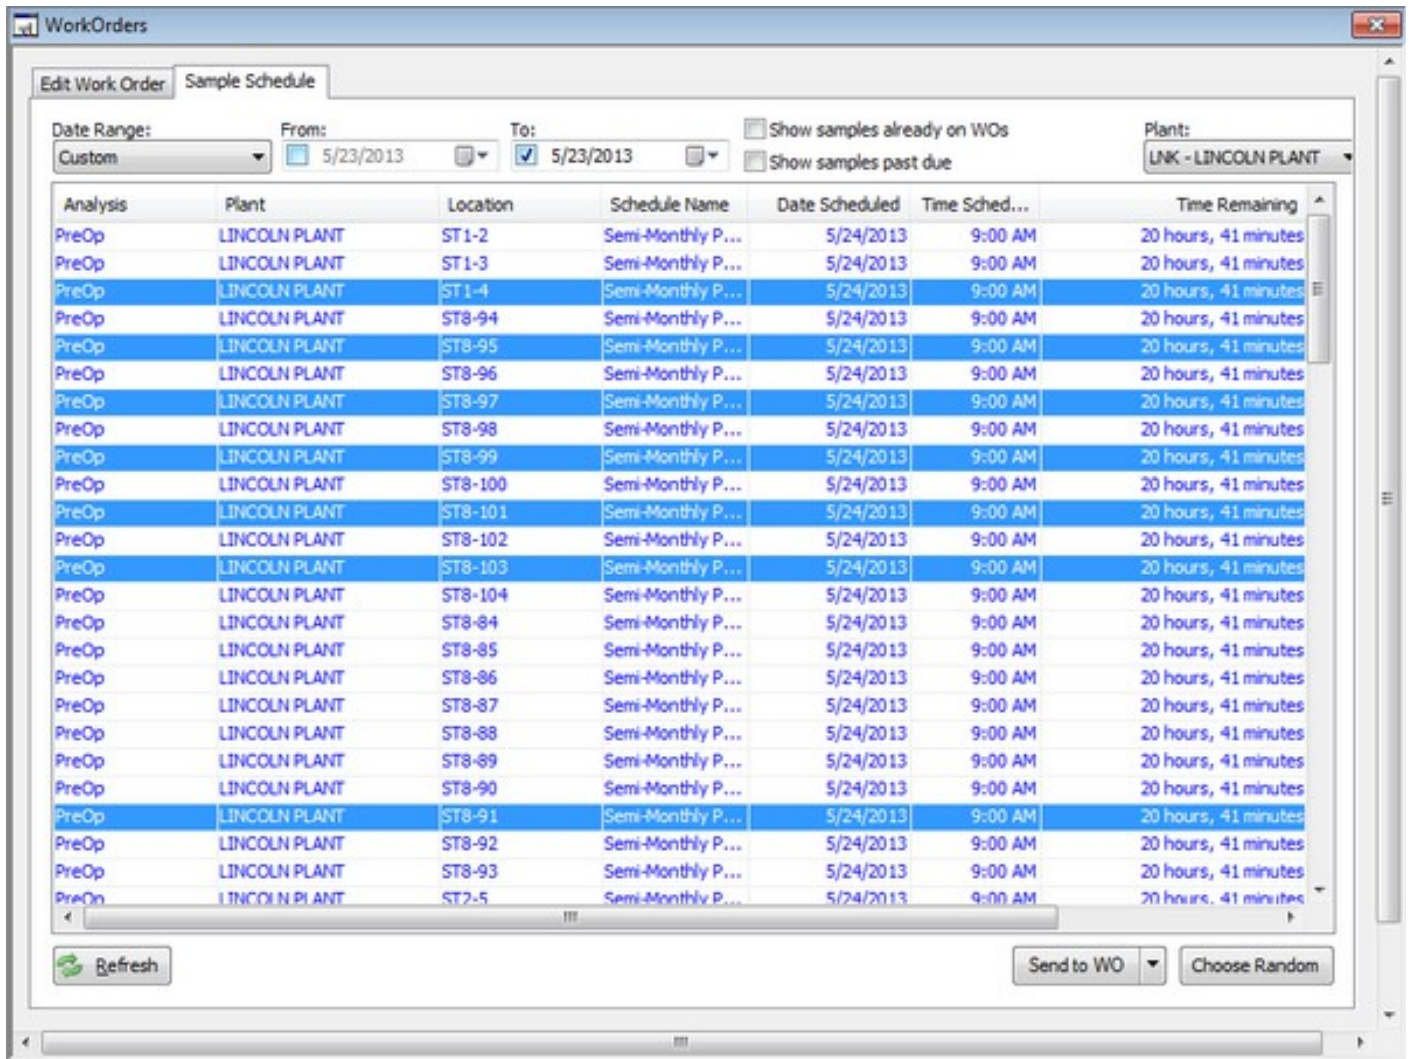 WorkOrders
Edit Work Order Sample Schedule
Date Range: From: To: Show samples already on WOs Plant:
Custom 5/23/2013 5/23/2013 Show samples past due LNK - LINCOLN PLANT
Analysis Plant Location Schedule Name Date Scheduled Time Sched... Time Remaining
PreOp LINCOLN PLANT ST1-2 Semi-Monthly P... 5/24/2013 9:00 AM 20 hours, 41 minutes
PreOp LINCOLN PLANT ST1-3 Semi-Monthly P... 5/24/2013 9:00 AM 20 hours, 41 minutes
PreOp LINCOLN PLANT ST1-4 Semi-Monthly P... 5/24/2013 9:00 AM 20 hours, 41 minutes
PreOp LINCOLN PLANT ST8-94 Semi-Monthly P... 5/24/2013 9:00 AM 20 hours, 41 minutes
PreOp LINCOLN PLANT ST8-95 Semi-Monthly P... 5/24/2013 9:00 AM 20 hours, 41 minutes
PreOp LINCOLN PLANT ST8-96 Semi-Monthly P... 5/24/2013 9:00 AM 20 hours, 41 minutes
PreOp LINCOLN PLANT ST8-97 Semi-Monthly P... 5/24/2013 9:00 AM 20 hours, 41 minutes
PreOp LINCOLN PLANT ST8-98 Semi-Monthly P... 5/24/2013 9:00 AM 20 hours, 41 minutes
PreOp LINCOLN PLANT ST8-99 Semi-Monthly P... 5/24/2013 9:00 AM 20 hours, 41 minutes
PreOp LINCOLN PLANT ST8-100 Semi-Monthly P... 5/24/2013 9:00 AM 20 hours, 41 minutes
PreOp LINCOLN PLANT ST8-101 Semi-Monthly P... 5/24/2013 9:00 AM 20 hours, 41 minutes
PreOp LINCOLN PLANT ST8-102 Semi-Monthly P... 5/24/2013 9:00 AM 20 hours, 41 minutes
PreOp LINCOLN PLANT ST8-103 Semi-Monthly P... 5/24/2013 9:00 AM 20 hours, 41 minutes
PreOp LINCOLN PLANT ST8-104 Semi-Monthly P... 5/24/2013 9:00 AM 20 hours, 41 minutes
PreOp LINCOLN PLANT ST8-84 Semi-Monthly P... 5/24/2013 9:00 AM 20 hours, 41 minutes
PreOp LINCOLN PLANT ST8-85 Semi-Monthly P... 5/24/2013 9:00 AM 20 hours, 41 minutes
PreOp LINCOLN PLANT ST8-86 Semi-Monthly P... 5/24/2013 9:00 AM 20 hours, 41 minutes
PreOp LINCOLN PLANT ST8-87 Semi-Monthly P... 5/24/2013 9:00 AM 20 hours, 41 minutes
PreOp LINCOLN PLANT ST8-88 Semi-Monthly P... 5/24/2013 9:00 AM 20 hours, 41 minutes
PreOp LINCOLN PLANT ST8-89 Semi-Monthly P... 5/24/2013 9:00 AM 20 hours, 41 minutes
PreOp LINCOLN PLANT ST8-90 Semi-Monthly P... 5/24/2013 9:00 AM 20 hours, 41 minutes
PreOp LINCOLN PLANT ST8-91 Semi-Monthly P... 5/24/2013 9:00 AM 20 hours, 41 minutes
PreOp LINCOLN PLANT ST8-92 Semi-Monthly P... 5/24/2013 9:00 AM 20 hours, 41 minutes
PreOp LINCOLN PLANT ST8-93 Semi-Monthly P... 5/24/2013 9:00 AM 20 hours, 41 minutes
PreOp LINCOLN PLANT ST2-5 Semi-Monthly P... 5/24/2013 9:00 AM 20 hours, 41 minutes
Refresh Send to WO Choose Random